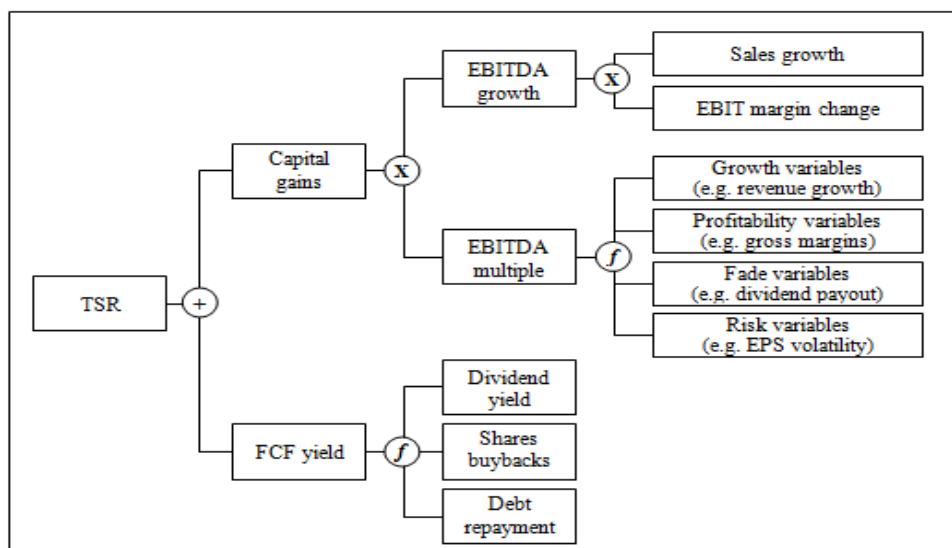 EBITDA
growth
X
Sales growth
EBIT margin change
Capital
gains
X
Growth variables
(e.g. revenue growth)
Profitability variables
(e.g. gross margins)
EBITDA
multiple
f
Fade variables
(e.g. dividend payout)
Risk variables
(e.g. EPS volatility)
TSR
+
Dividend
yield
FCF yield
f
Shares
buybacks
Debt
repayment